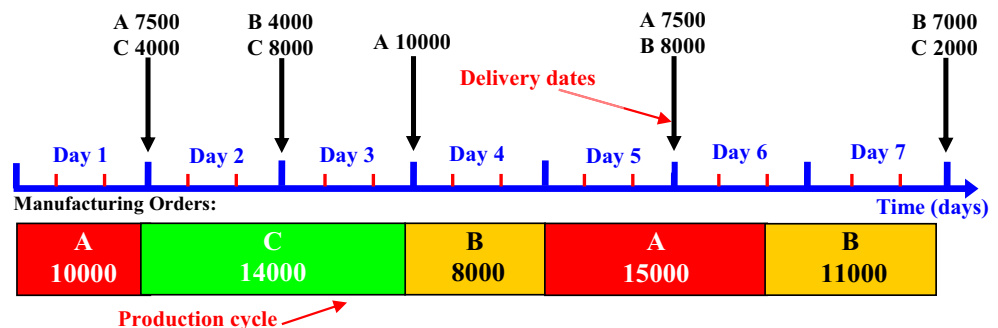 A 7500
C 4000
B 4000
C 8000
A 10000
A 7500
B 8000
B 7000
C 2000
Delivery dates
Day 1
Day 2
Day 3
Day 4
Day 5
Day 6
Day 7
Manufacturing Orders:
Time (days)
A
10000
C
14000
B
8000
A
15000
B
11000
Production cycle